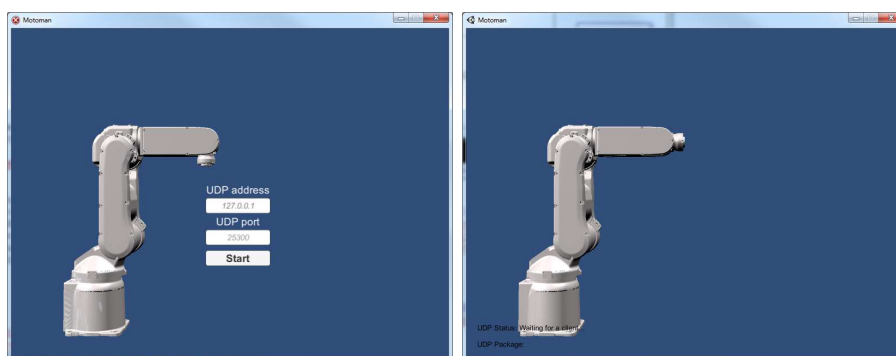 Motoman
UDP address
127.0.0.1
UDP port
25300
Start
Motoman
UDP Status: Waiting for a client
UDP Package: